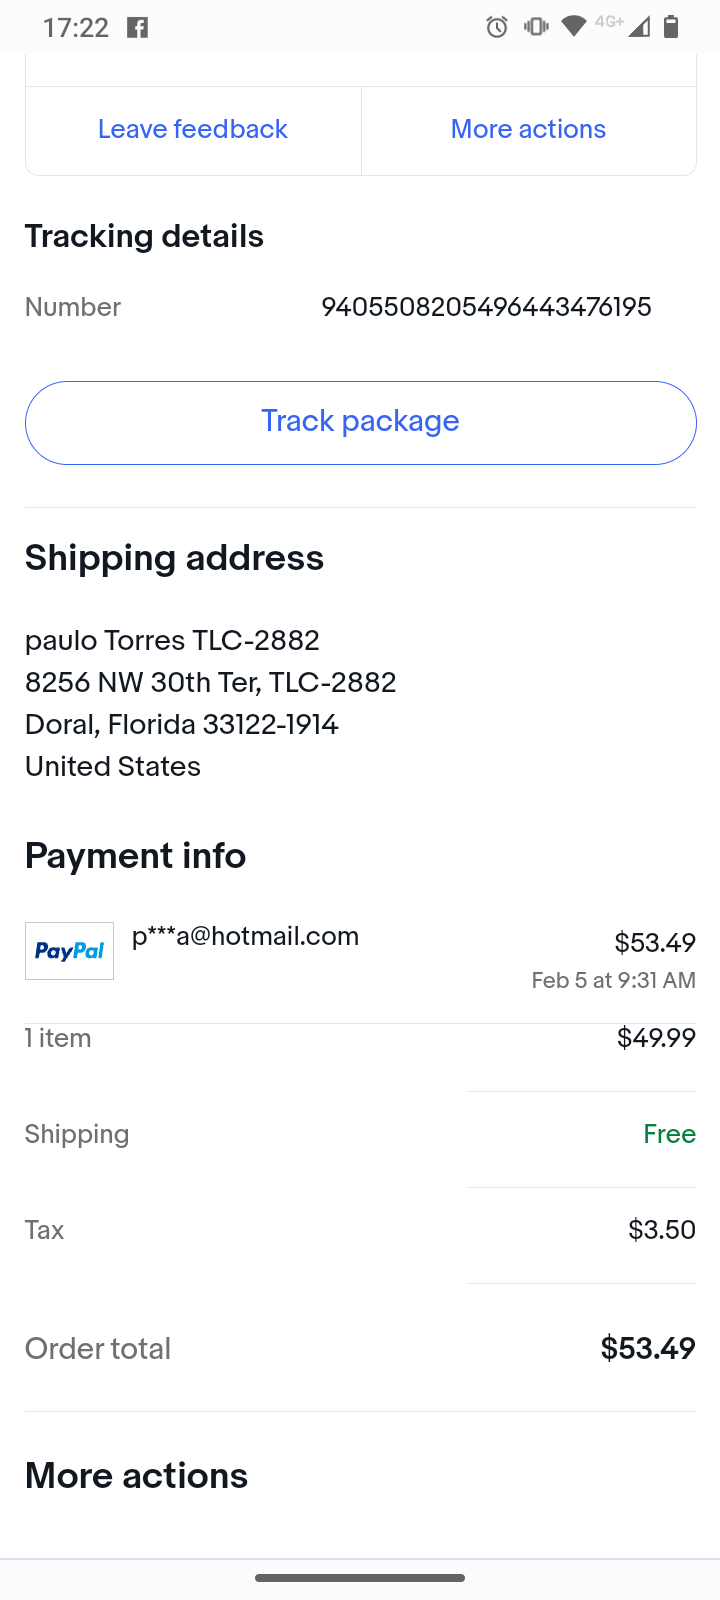 17:22
4G+
Leave feedback
More actions
Tracking details
Number 9405508205496443476195
Track package
Shipping address
paulo Torres TLC-2882
8256 NW 30th Ter, TLC-2882
Doral, Florida 33122-1914
United States
Payment info
PayPal p***a@hotmail.com $53.49
Feb 5 at 9:31 AM
1 item $49.99
Shipping Free
Tax $3.50
Order total $53.49
More actions